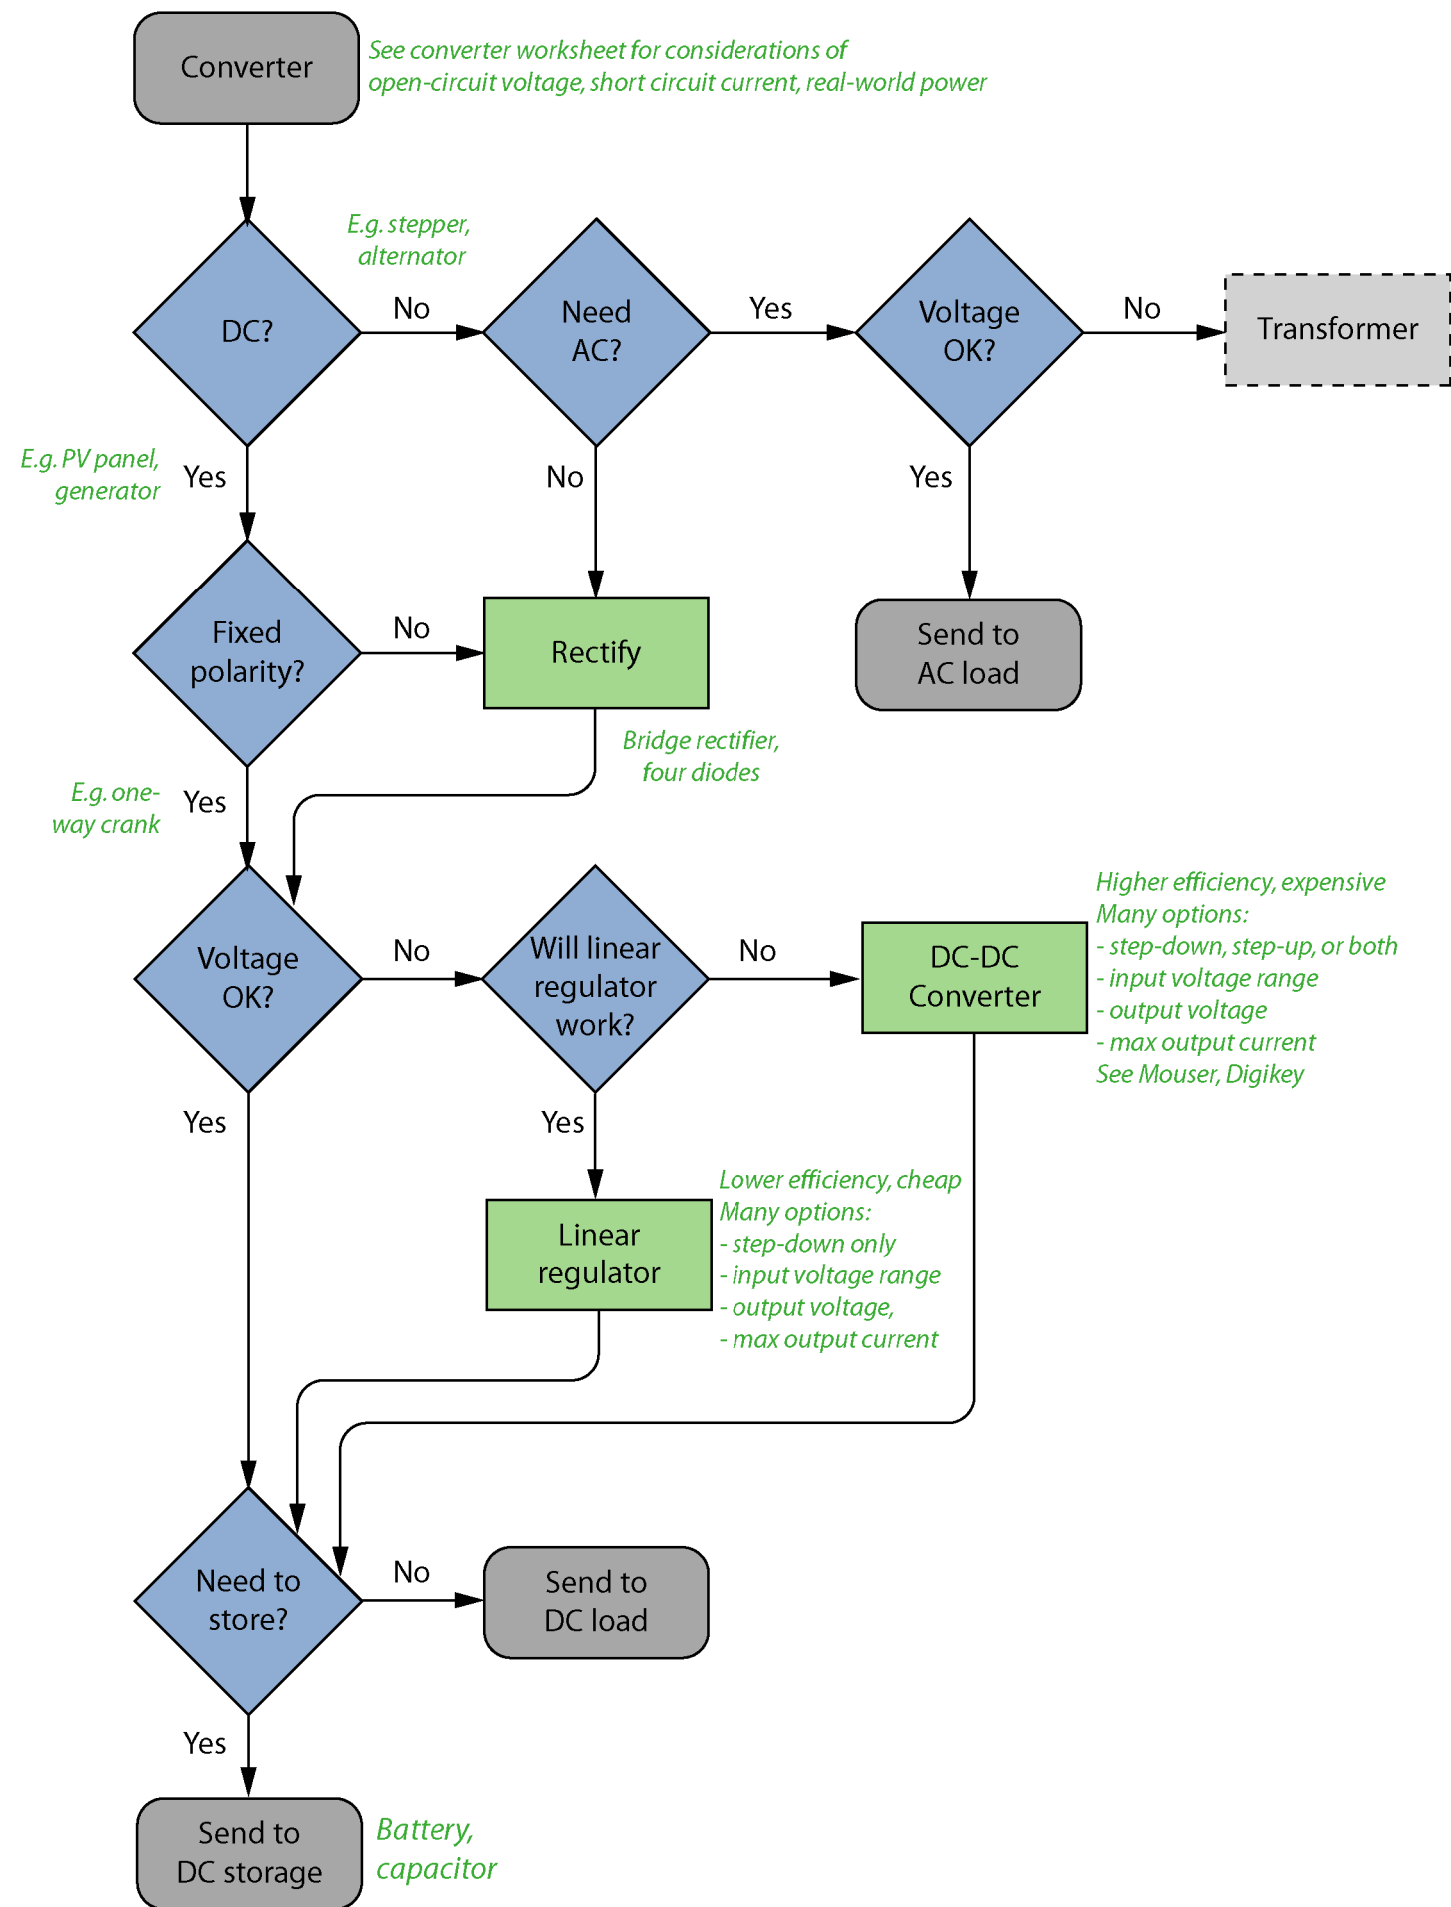 Converter
See converter worksheet for considerations of
open-circuit voltage, short circuit current, real-world power
E.g. stepper,
alternator
DC?
No
Need
AC?
Yes
Voltage
OK?
No
Transformer
E.g. PV panel,
generator
Yes
No
Yes
Fixed
polarity?
No
Rectify
Send to
AC load
Bridge rectifier,
four diodes
E.g. one-
way crank
Yes
Voltage
OK?
No
Will linear
regulator
work?
No
DC-DC
Converter
Higher efficiency, expensive
Many options:
- step-down, step-up, or both
- input voltage range
- output voltage
- max output current
See Mouser, Digikey
Yes
Yes
Linear
regulator
Lower efficiency, cheap
Many options:
- step-down only
- input voltage range
- output voltage,
- max output current
Need to
store?
No
Send to
DC load
Yes
Send to
DC storage
Battery,
capacitor